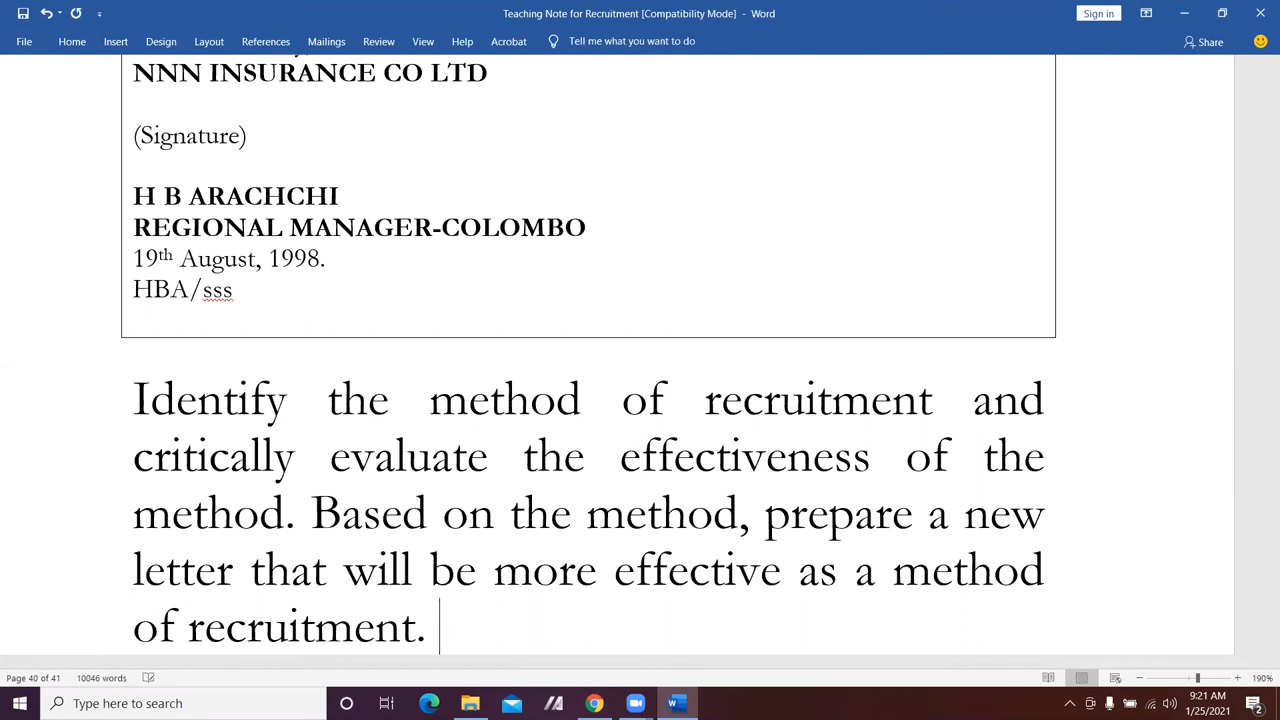 Teaching Note for Recruitment [Compatibility Mode] - Word
Sign in
File Home Insert Design Layout References Mailings Review View Help Acrobat Tell me what you want to do Share
NNN INSURANCE CO LTD
(Signature)
H B ARACHCHI
REGIONAL MANAGER-COLOMBO
19th August, 1998.
HBA/sss
Identify the method of recruitment and
critically evaluate the effectiveness of the
method. Based on the method, prepare a new
letter that will be more effective as a method
of recruitment.
Page 40 of 41 10046 words 190%
Type here to search
9:21 AM
1/25/2021
2